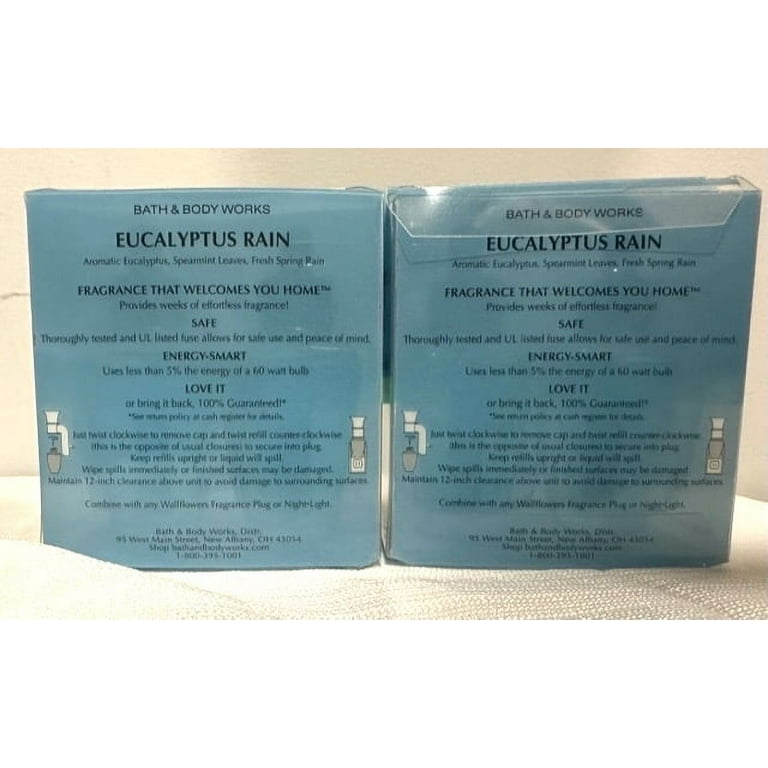 BATH & BODY WORKS
EUCALYPTUS RAIN
Aromatic Eucalyptus, Spearmint Leaves, Fresh Spring Rain
FRAGRANCE THAT WELCOMES YOU HOME™
Provides weeks of effortless fragrance!
SAFE
Thoroughly tested and UL listed fuse allows for safe use and peace of mind.
ENERGY-SMART
Uses less than 5% the energy of a 60 watt bulb
LOVE IT
or bring it back, 100% Guaranteed!*
*See return policy at cash register for details.
Just twist clockwise to remove cap and twist refill counter-clockwise
(this is the opposite of usual closures) to secure into plug.
Keep refills upright or liquid will spill.
Wipe spills immediately or finished surfaces may be damaged.
Maintain 12-inch clearance above unit to avoid damage to surrounding surfaces.
Combine with any Wallflowers Fragrance Plug or Night-Light.
Bath & Body Works, Distr.
95 West Main Street, New Albany, OH 43054
Shop bathandbodyworks.com
1-800-395-1001
BATH & BODY WORKS
EUCALYPTUS RAIN
Aromatic Eucalyptus, Spearmint Leaves, Fresh Spring Rain
FRAGRANCE THAT WELCOMES YOU HOME™
Provides weeks of effortless fragrance!
SAFE
Thoroughly tested and UL listed fuse allows for safe use and peace of mind.
ENERGY-SMART
Uses less than 5% the energy of a 60 watt bulb
LOVE IT
or bring it back, 100% Guaranteed!*
*See return policy at cash register for details.
Just twist clockwise to remove cap and twist refill counter-clockwise
(this is the opposite of usual closures) to secure into plug.
Keep refills upright or liquid will spill.
Wipe spills immediately or finished surfaces may be damaged.
Maintain 12-inch clearance above unit to avoid damage to surrounding surfaces.
Combine with any Wallflowers Fragrance Plug or Night-Light.
Bath & Body Works, Distr.
95 West Main Street, New Albany, OH 43054
Shop bathandbodyworks.com
1-800-395-1001